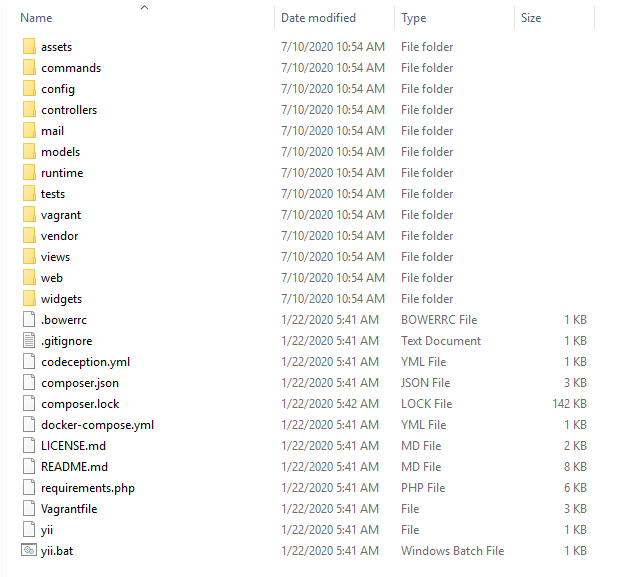 Name Date modified Type Size
assets 7/10/2020 10:54 AM File folder
commands 7/10/2020 10:54 AM File folder
config 7/10/2020 10:54 AM File folder
controllers 7/10/2020 10:54 AM File folder
mail 7/10/2020 10:54 AM File folder
models 7/10/2020 10:54 AM File folder
runtime 7/10/2020 10:54 AM File folder
tests 7/10/2020 10:54 AM File folder
vagrant 7/10/2020 10:54 AM File folder
vendor 7/10/2020 10:54 AM File folder
views 7/10/2020 10:54 AM File folder
web 7/10/2020 10:54 AM File folder
widgets 7/10/2020 10:54 AM File folder
.bowerrc 1/22/2020 5:41 AM BOWERRC File 1 KB
.gitignore 1/22/2020 5:41 AM Text Document 1 KB
codeception.yml 1/22/2020 5:41 AM YML File 1 KB
composer.json 1/22/2020 5:41 AM JSON File 3 KB
composer.lock 1/22/2020 5:42 AM LOCK File 142 KB
docker-compose.yml 1/22/2020 5:41 AM YML File 1 KB
LICENSE.md 1/22/2020 5:41 AM MD File 2 KB
README.md 1/22/2020 5:41 AM MD File 8 KB
requirements.php 1/22/2020 5:41 AM PHP File 6 KB
Vagrantfile 1/22/2020 5:41 AM File 3 KB
yii 1/22/2020 5:41 AM File 1 KB
yii.bat 1/22/2020 5:41 AM Windows Batch File 1 KB